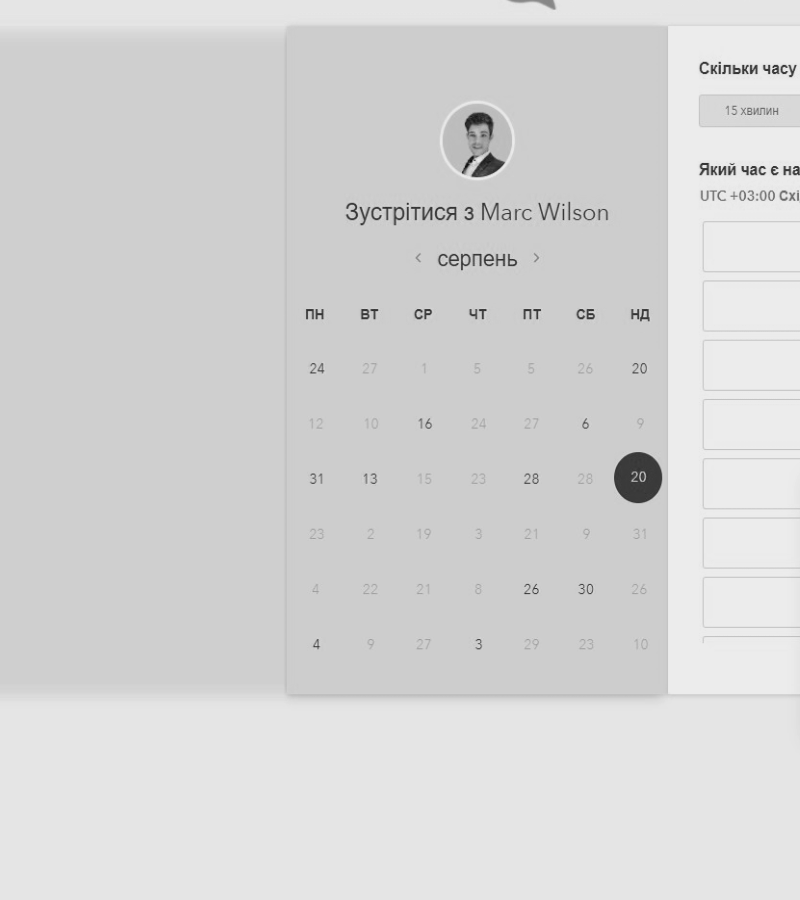 Зустрітися з Marc Wilson
‹ серпень ›
ПН ВТ СР ЧТ ПТ СБ НД
24 27 1 5 5 26 20
12 10 16 24 27 6 9
31 13 15 23 28 28 20
23 2 19 3 21 9 31
4 22 21 8 26 30 26
4 9 27 3 29 23 10
Скільки часу
15 хвилин
Який час є на
UTC +03:00 Схі